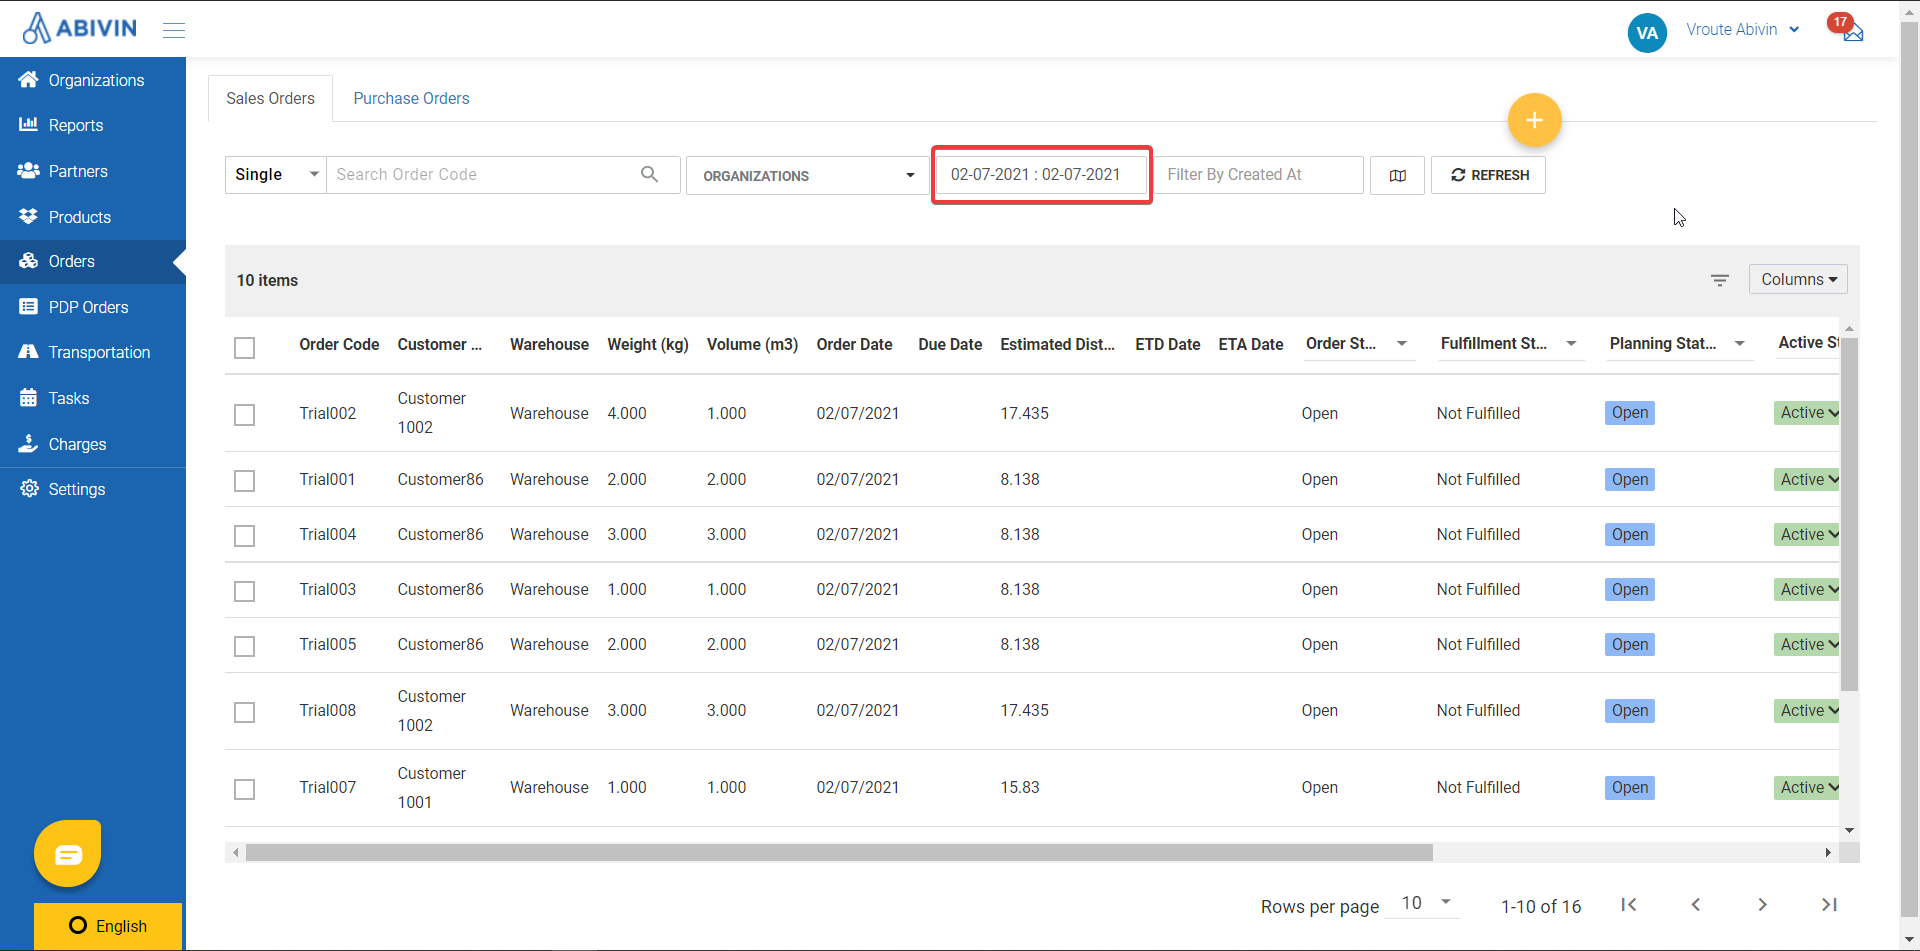 ABIVIN
VA
Vroute Abivin
17
Organizations
Reports
Partners
Products
Orders
PDP Orders
Transportation
Tasks
Charges
Settings
English
Sales Orders
Purchase Orders
+
Single
Search Order Code
ORGANIZATIONS
02-07-2021 : 02-07-2021
Filter By Created At
REFRESH
10 items
Columns
Order Code Customer ... Warehouse Weight (kg) Volume (m3) Order Date Due Date Estimated Dist... ETD Date ETA Date Order St... Fulfillment St... Planning Stat... Active St
Trial002 Customer 1002 Warehouse 4.000 1.000 02/07/2021 17.435 Open Not Fulfilled Open Active
Trial001 Customer86 Warehouse 2.000 2.000 02/07/2021 8.138 Open Not Fulfilled Open Active
Trial004 Customer86 Warehouse 3.000 3.000 02/07/2021 8.138 Open Not Fulfilled Open Active
Trial003 Customer86 Warehouse 1.000 1.000 02/07/2021 8.138 Open Not Fulfilled Open Active
Trial005 Customer86 Warehouse 2.000 2.000 02/07/2021 8.138 Open Not Fulfilled Open Active
Trial008 Customer 1002 Warehouse 3.000 3.000 02/07/2021 17.435 Open Not Fulfilled Open Active
Trial007 Customer 1001 Warehouse 1.000 1.000 02/07/2021 15.83 Open Not Fulfilled Open Active
Rows per page 10 1-10 of 16